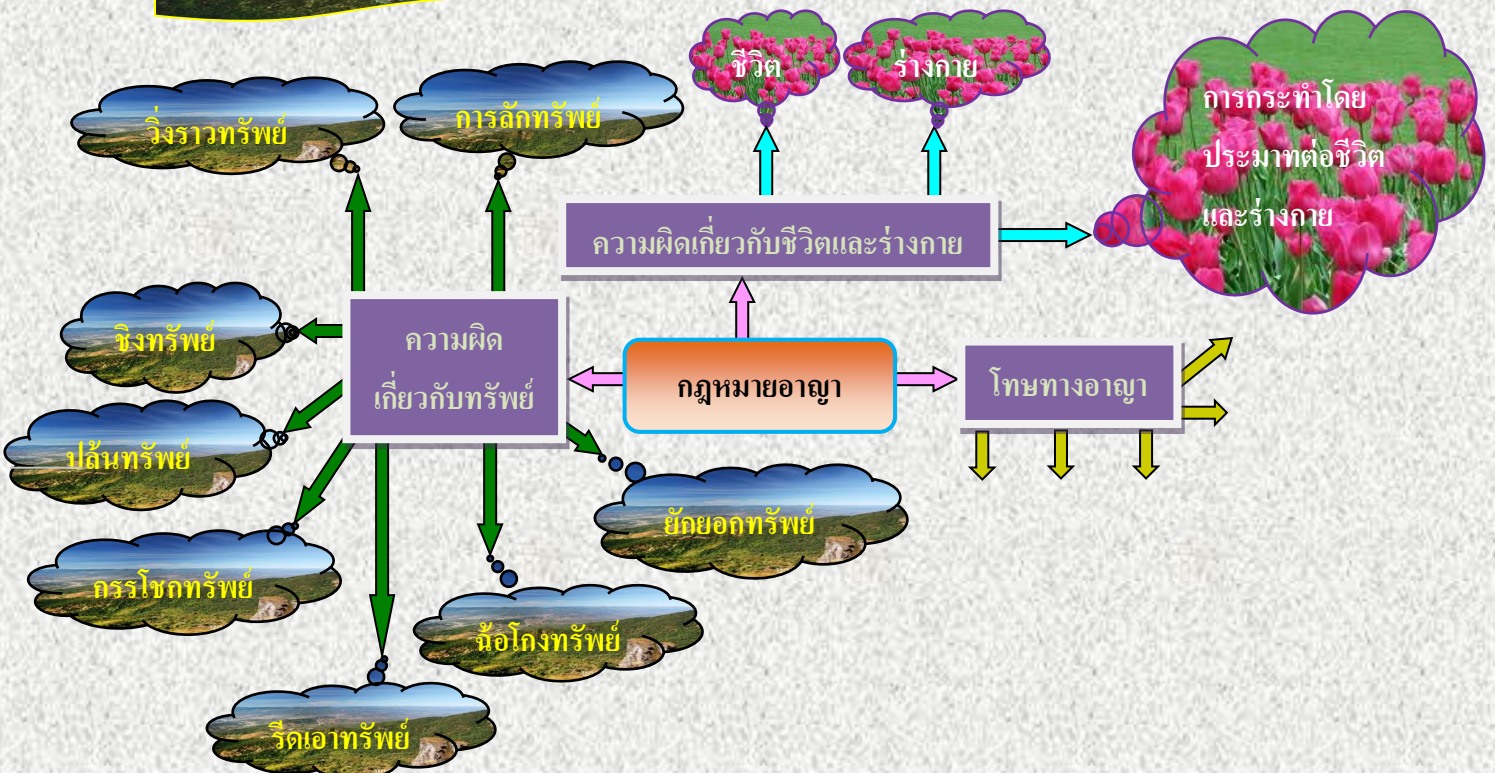 ชีวิต
ร่างกาย
การกระทำโดย
ประมาทต่อชีวิต
และร่างกาย
วิ่งราวทรัพย์
การลักทรัพย์
ความผิดเกี่ยวกับชีวิตและร่างกาย
ชิงทรัพย์
ความผิด
เกี่ยวกับทรัพย์
กฎหมายอาญา
โทษทางอาญา
ปล้นทรัพย์
ยักยอกทรัพย์
กรรโชกทรัพย์
ฉ้อโกงทรัพย์
รีดเอาทรัพย์